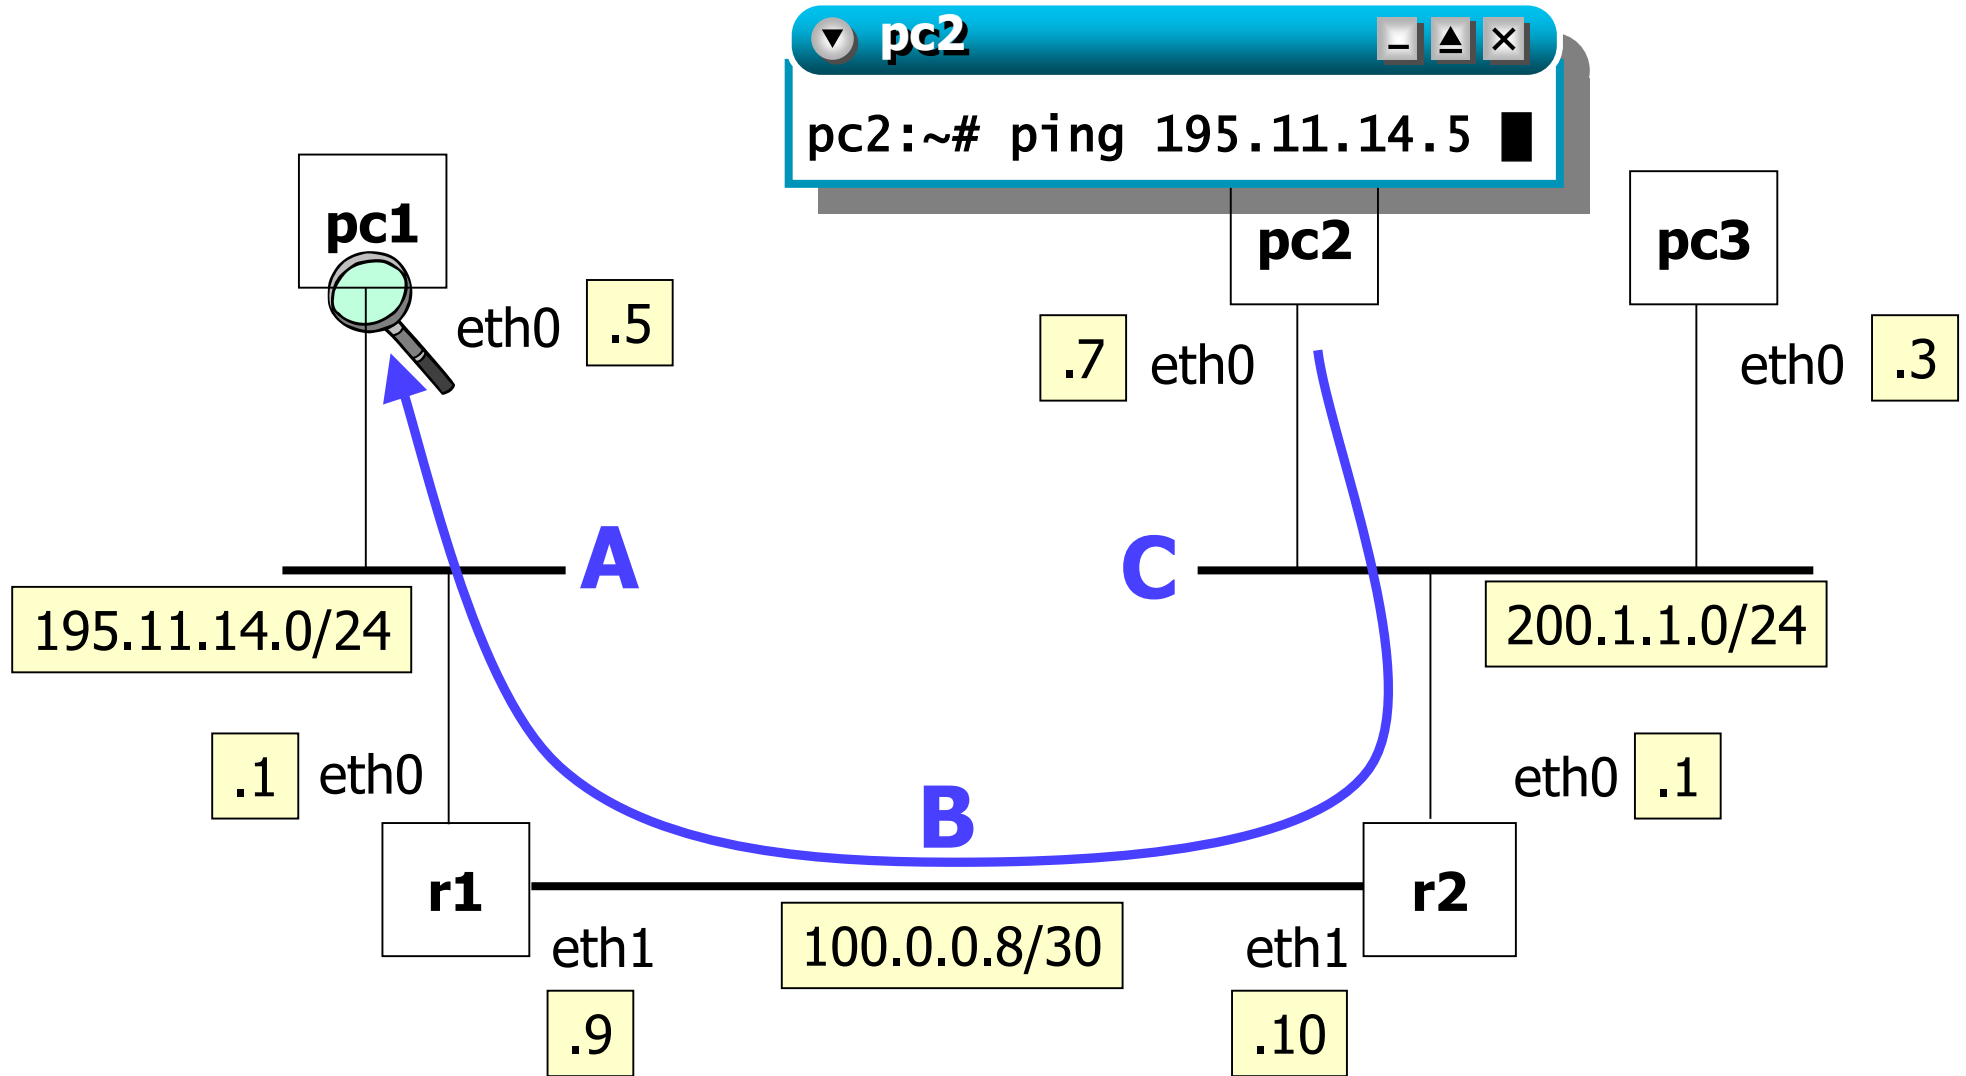 pc2
pc2:~# ping 195.11.14.5
pc1
pc2
pc3
eth0 .5
.7 eth0
eth0 .3
A
C
195.11.14.0/24
200.1.1.0/24
.1 eth0
eth0 .1
B
r1
r2
eth1
100.0.0.8/30
eth1
.9
.10